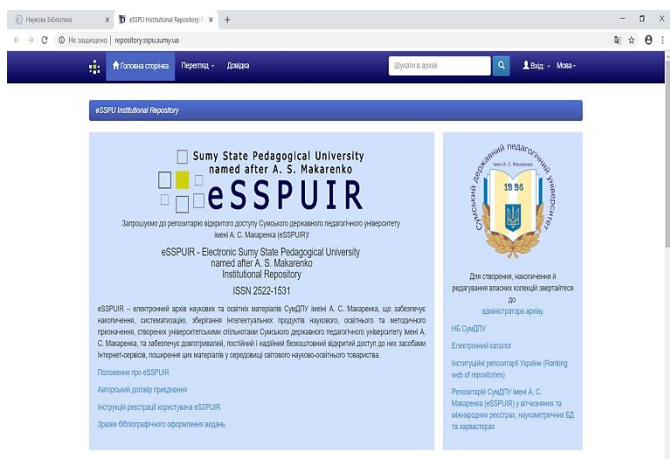 Наукова бібліотека
eSSPU Institutional Repository:
Не защищено | repository.sspu.sumy.ua
Головна сторінка
Перегляд
Довідка
Шукати в архіві
Вхід:
Мова
eSSPU Institutional Repository
Sumy State Pedagogical University
named after A. S. Makarenko
eSSPUIR
Запрошуємо до репозитарію відкритого доступу Сумського державного педагогічного університету
імені А. С. Макаренка (eSSPUIR)!
eSSPUIR - Electronic Sumy State Pedagogical University
named after A. S. Makarenko
Institutional Repository
ISSN 2522-1531
eSSPUIR – електронний архів наукових та освітніх матеріалів СумДПУ імені А. С. Макаренка, що забезпечує
накопичення, систематизацію, зберігання інтелектуальних продуктів наукового, освітнього та методичного
призначення, створених університетськими спільнотами Сумського державного педагогічного університету імені А.
С. Макаренка, та забезпечує довготривалий, постійний і надійний безкоштовний відкритий доступ до них засобами
Інтернет-сервісів, поширення цих матеріалів у середовищі світового науково-освітнього товариства.
Положення про eSSPUIR
Авторський договір приєднання
Інструкція реєстрації користувача eSSPUIR
Зразки бібліографічного оформлення видань
Сумський державний педагогічний університет
імені А. С. Макаренка
Для створення, накопичення й
редагування власних колекцій звертайтеся
до
адміністратора архіву.
НБ СумДПУ
Електронний каталог
Інституційні репозитарії України (Ranking
web of repositories)
Репозитарій СумДПУ імені А. С.
Макаренка (eSSPUIR) у вітчизняних та
міжнародних реєстрах, наукометричних БД
та харвестерах